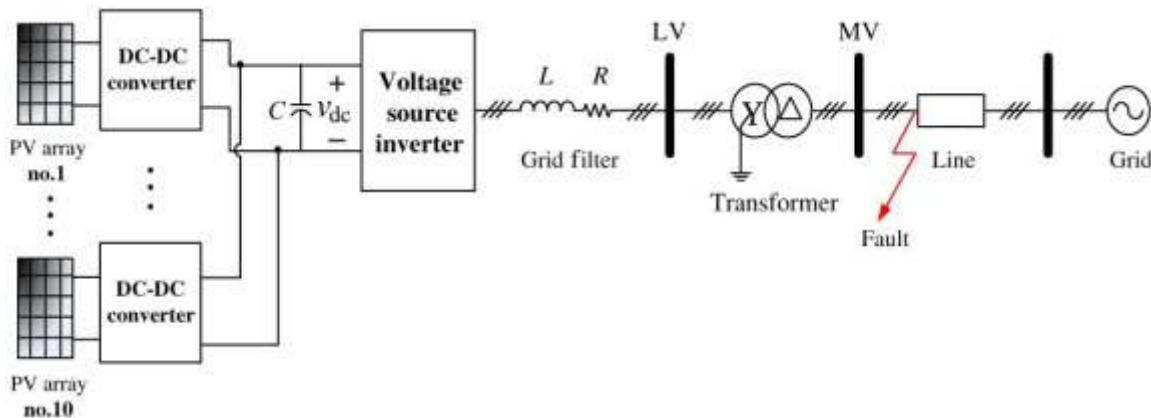 DC-DC
converter
PV array
no.1
DC-DC
converter
PV array
no.10
C
+
vdc
−
Voltage
source
inverter
L
R
Grid filter
LV
Y
Δ
Transformer
MV
Fault
Line
Grid